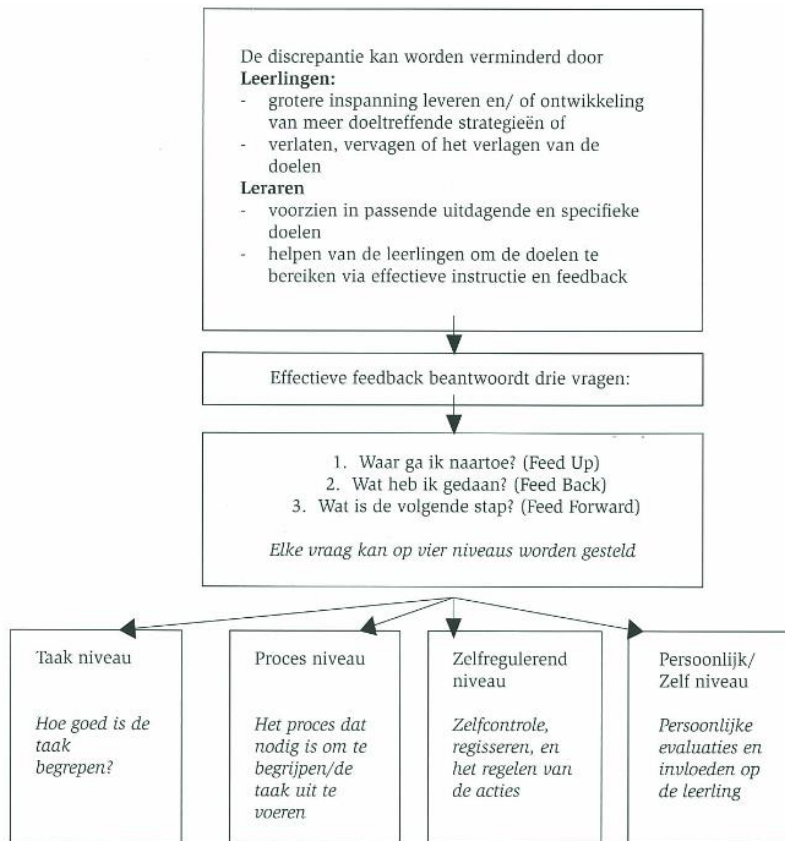 De discrepantie kan worden verminderd door
Leerlingen:
- grotere inspanning leveren en/ of ontwikkeling
van meer doeltreffende strategieën of
- verlaten, vervagen of het verlagen van de
doelen
Leraren
- voorzien in passende uitdagende en specifieke
doelen
- helpen van de leerlingen om de doelen te
bereiken via effectieve instructie en feedback
Effectieve feedback beantwoordt drie vragen:
1. Waar ga ik naartoe? (Feed Up)
2. Wat heb ik gedaan? (Feed Back)
3. Wat is de volgende stap? (Feed Forward)
Elke vraag kan op vier niveaus worden gesteld
Taak niveau
Hoe goed is de
taak
begrepen?
Proces niveau
Het proces dat
nodig is om te
begrijpen/de
taak uit te
voeren
Zelfregulerend
niveau
Zelfcontrole,
regisseren, en
het regelen van
de acties
Persoonlijk/
Zelf niveau
Persoonlijke
evaluaties en
invloeden op
de leerling